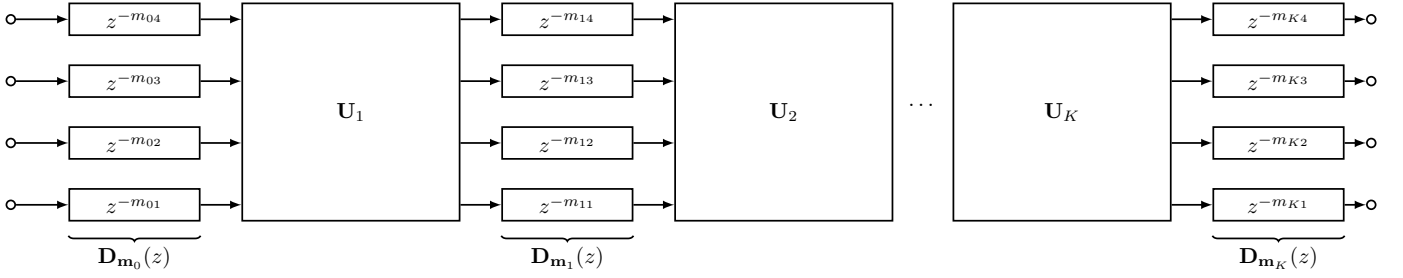 z^{-m_{04}} z^{-m_{14}} z^{-m_{K4}}
z^{-m_{03}} z^{-m_{13}} z^{-m_{K3}}
U_1 U_2 ··· U_K
z^{-m_{02}} z^{-m_{12}} z^{-m_{K2}}
z^{-m_{01}} z^{-m_{11}} z^{-m_{K1}}
D_{m_0}(z) D_{m_1}(z) D_{m_K}(z)